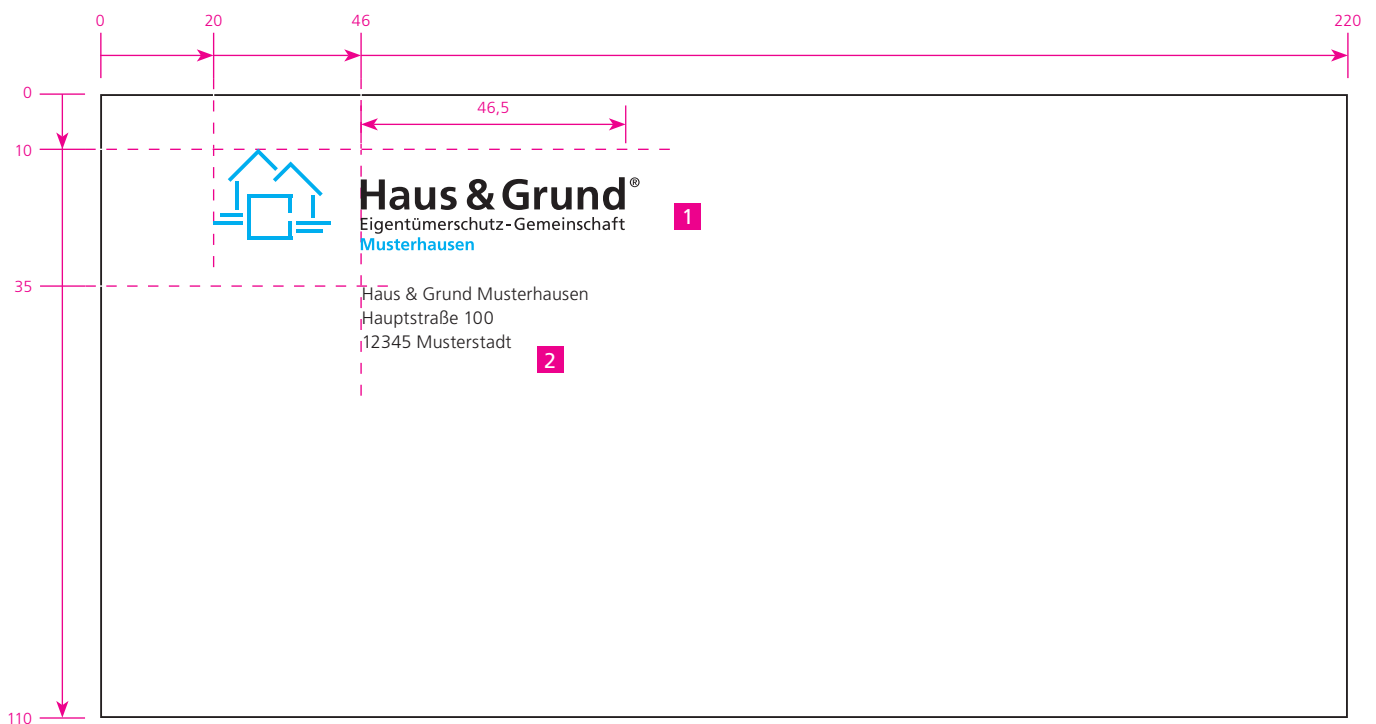 0 20 46 220
0
46,5
10
Haus & Grund®
1
Eigentümerschutz-Gemeinschaft
Musterhausen
35
Haus & Grund Musterhausen
Hauptstraße 100
12345 Musterstadt
2
110